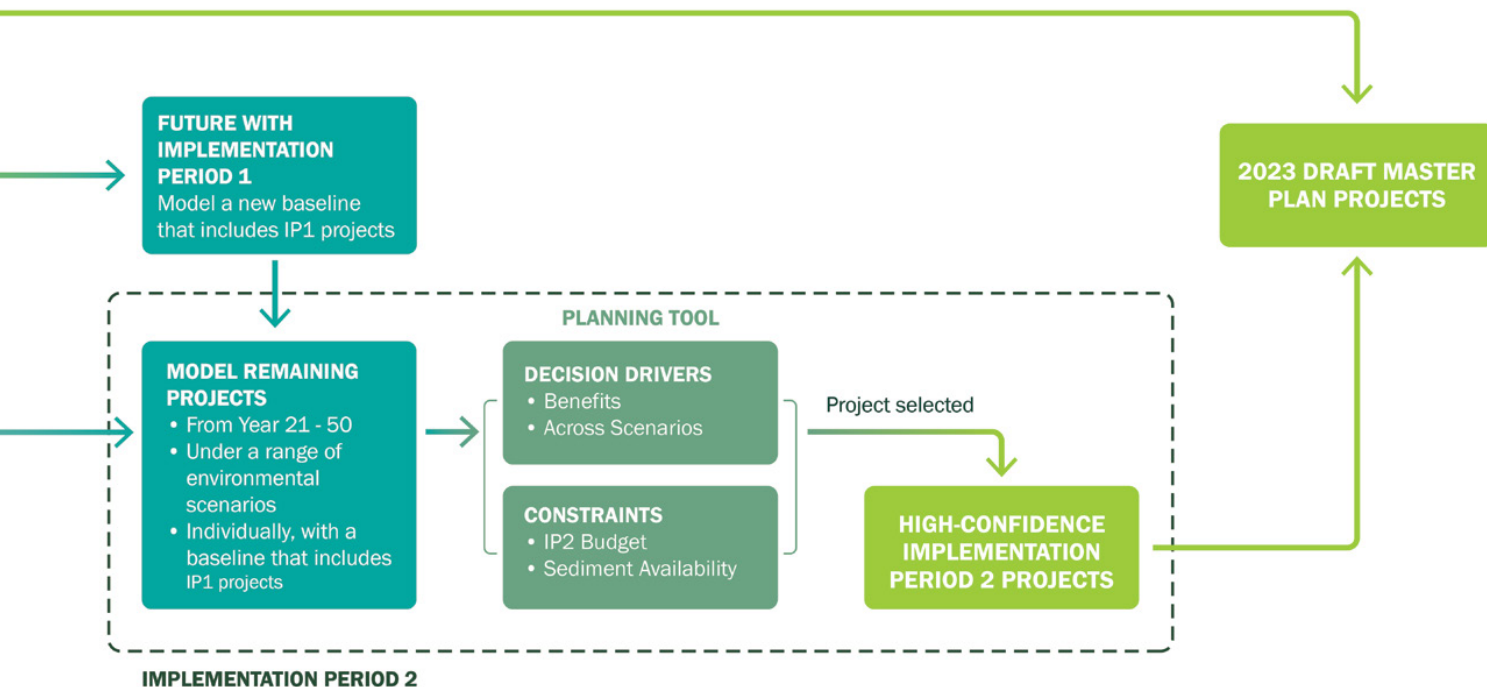 FUTURE WITH
IMPLEMENTATION
PERIOD 1
Model a new baseline
that includes IP1 projects
2023 DRAFT MASTER
PLAN PROJECTS
PLANNING TOOL
MODEL REMAINING
PROJECTS
• From Year 21 - 50
• Under a range of
environmental
scenarios
• Individually, with a
baseline that includes
IP1 projects
DECISION DRIVERS
• Benefits
• Across Scenarios
CONSTRAINTS
• IP2 Budget
• Sediment Availability
Project selected
HIGH-CONFIDENCE
IMPLEMENTATION
PERIOD 2 PROJECTS
IMPLEMENTATION PERIOD 2